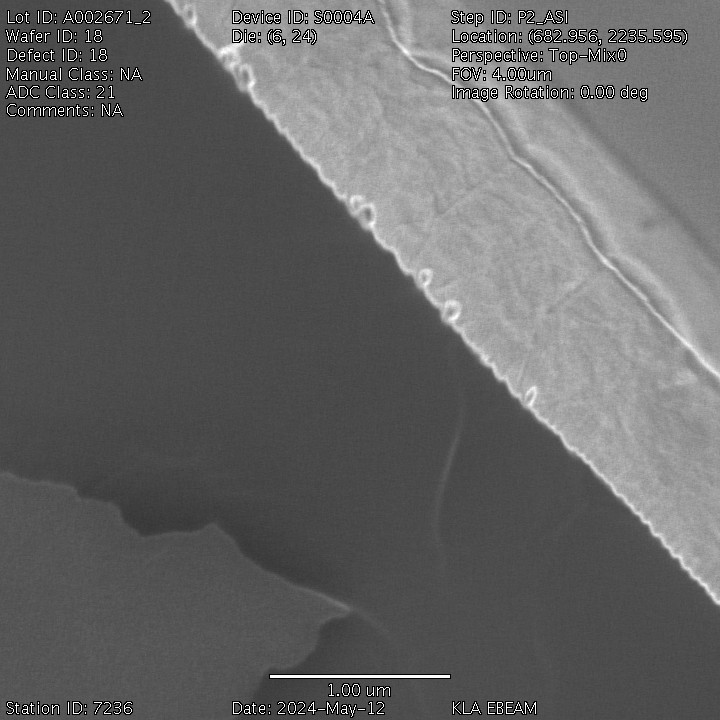 Lot ID: A002671_2 Device ID: S0004A Step ID: P2_ASI
Wafer ID: 18 Die: (6, 24) Location: (682.956, 2235.595)
Defect ID: 18 Perspective: Top-Mix0
Manual Class: NA FOV: 4.00um
ADC Class: 21 Image Rotation: 0.00 deg
Comments: NA
1.00 um
Station ID: 7236 Date: 2024-May-12 KLA EBEAM